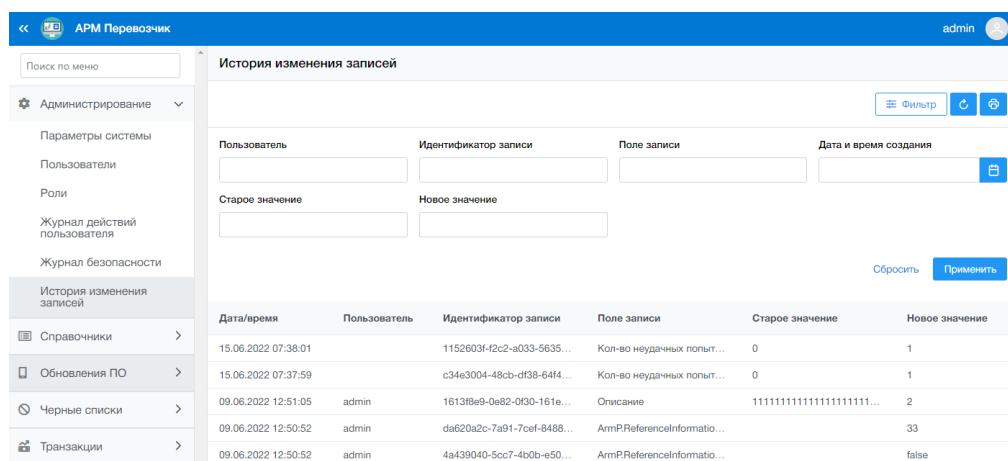 АРМ Перевозчик
admin
Поиск по меню
Администрирование
Параметры системы
Пользователи
Роли
Журнал действий
пользователя
Журнал безопасности
История изменения
записей
Справочники
Обновления ПО
Черные списки
Транзакции
История изменения записей
Фильтр
Пользователь Идентификатор записи Поле записи Дата и время создания
Старое значение Новое значение
Сбросить Применить
Дата/время Пользователь Идентификатор записи Поле записи Старое значение Новое значение
15.06.2022 07:38:01 1152603f-f2c2-a033-5635... Кол-во неудачных попыт... 0 1
15.06.2022 07:37:59 c34e3004-48cb-df38-64f4... Кол-во неудачных попыт... 0 1
09.06.2022 12:51:05 admin 1613f8e9-0e82-0f30-161e... Описание 1111111111111111111111... 2
09.06.2022 12:50:52 admin da620a2c-7a91-7cef-8488... ArmP.ReferenceInformatio... 33
09.06.2022 12:50:52 admin 4a439040-5cc7-4b0b-e50... ArmP.ReferenceInformatio... false